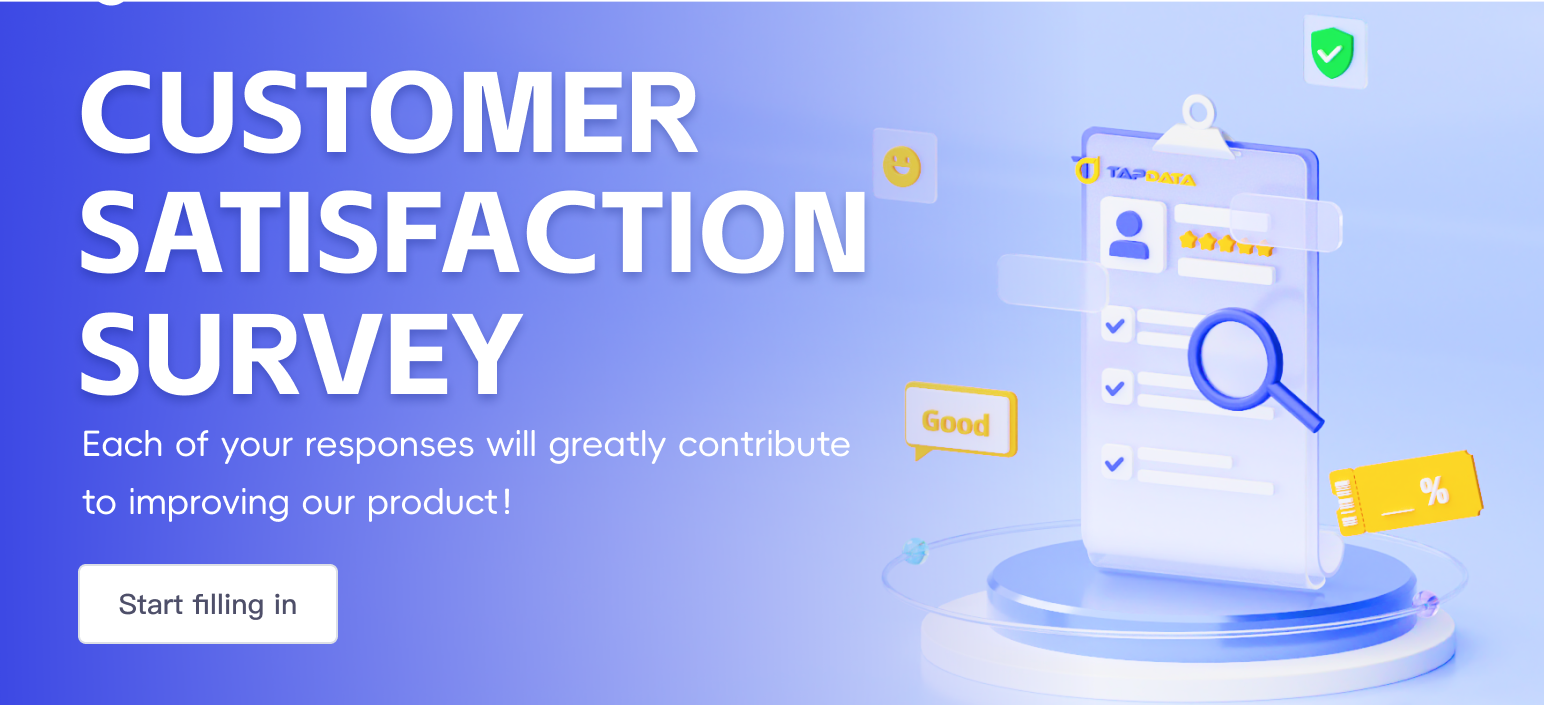 CUSTOMER
SATISFACTION
SURVEY
Each of your responses will greatly contribute
to improving our product!
Start filling in
TAPDATA
Good
%